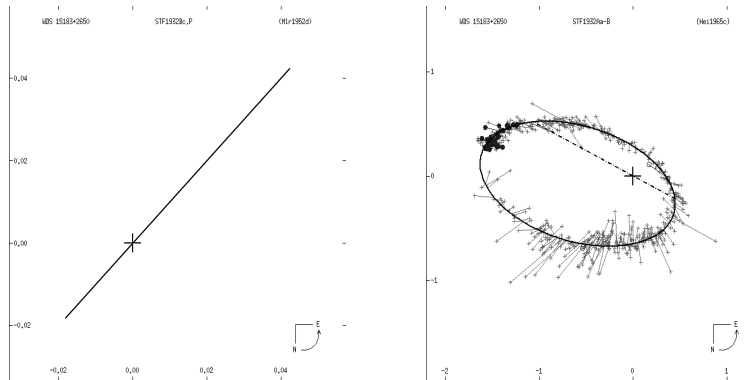 WDS 15183+2650 STF1932Bc,P (Mlr1952d)
0.04
0.02
0.00
-0.02
-0.02 0.00 0.02 0.04
E
N
WDS 15183+2650 STF1932Aa-B (Hei1965c)
1
0
-1
-2 -1 0 1
E
N